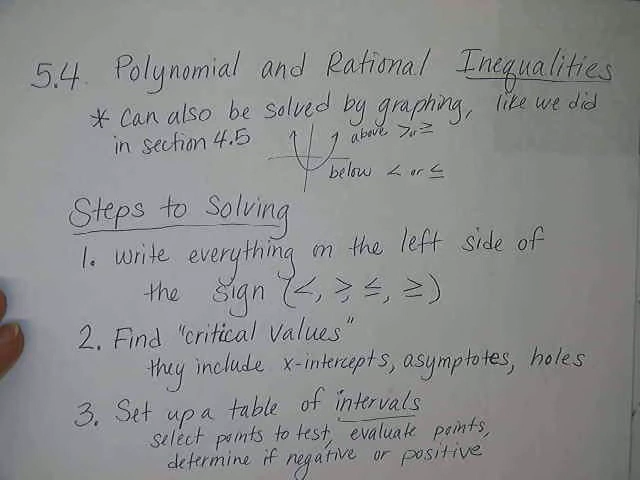 5.4. Polynomial and Rational Inequalities
* Can also be solved by graphing, like we did
in section 4.5
above > or ≥
below < or ≤
Steps to Solving
1. write everything on the left side of
the sign (<, >, ≤, ≥)
2. Find "critical values"
they include x-intercepts, asymptotes, holes
3. Set up a table of intervals
select points to test, evaluate points,
determine if negative or positive